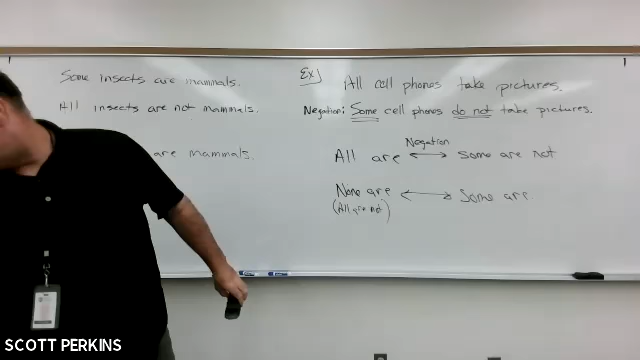 Some insects are mammals.
All insects are not mammals.
are mammals.
Ex)
All cell phones take pictures.
Negation: Some cell phones do not take pictures.
Negation
All are ↔ Some are not
None are ↔ Some are
(All are not)
SCOTT PERKINS